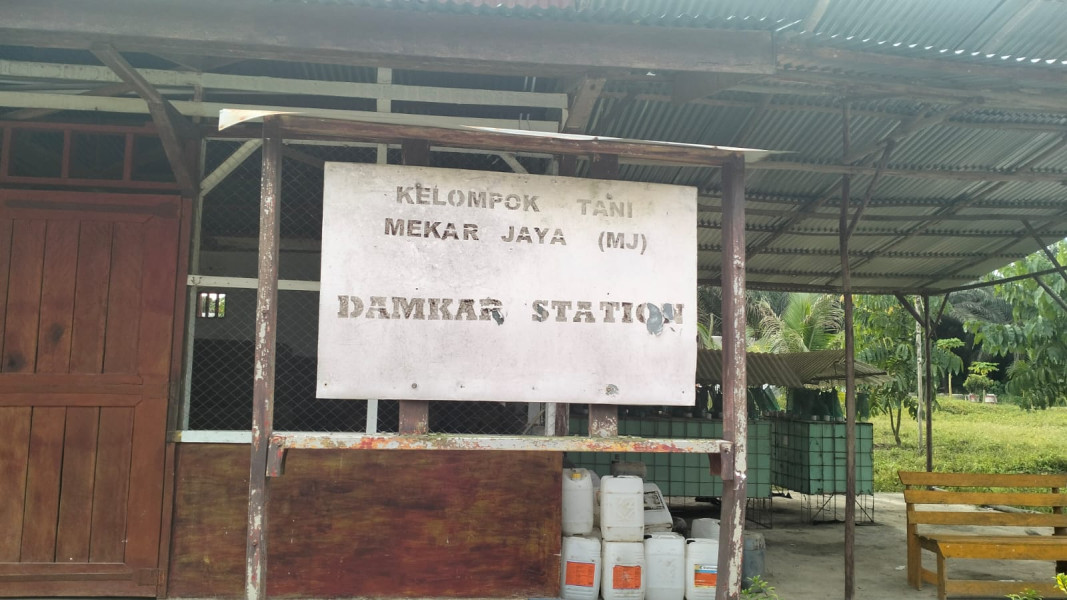 KELOMPOK TANI
MEKAR JAYA (MJ)
DAMKAR STATION